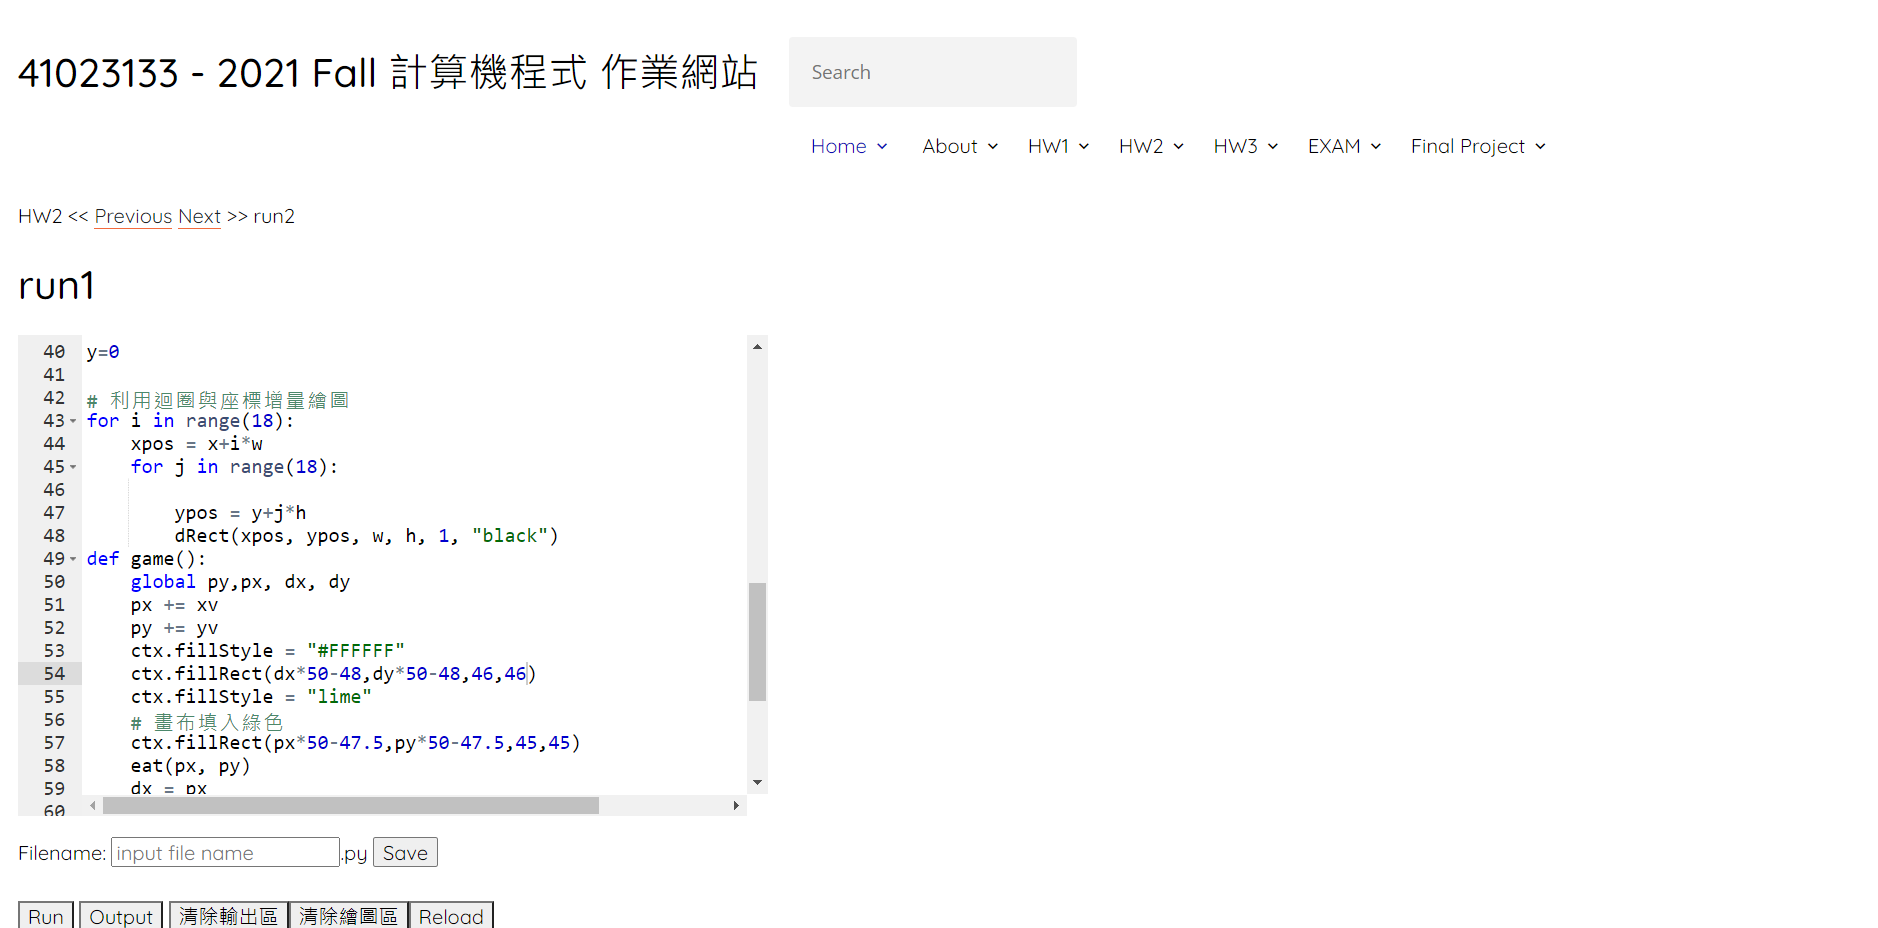 41023133 - 2021 Fall 計算機程式 作業網站
Search
Home About HW1 HW2 HW3 EXAM Final Project
HW2 << Previous Next >> run2
run1
40 y=0
41
42 # 利用迴圈與座標增量繪圖
43 for i in range(18):
44 xpos = x+i*w
45 for j in range(18):
46
47 ypos = y+j*h
48 dRect(xpos, ypos, w, h, 1, "black")
49 def game():
50 global py,px, dx, dy
51 px += xv
52 py += yv
53 ctx.fillStyle = "#FFFFFF"
54 ctx.fillRect(dx*50-48,dy*50-48,46,46)
55 ctx.fillStyle = "lime"
56 # 畫布填入綠色
57 ctx.fillRect(px*50-47.5,py*50-47.5,45,45)
58 eat(px, py)
59 dx = px
60
Filename: input file name .py Save
Run Output 清除輸出區 清除繪圖區 Reload